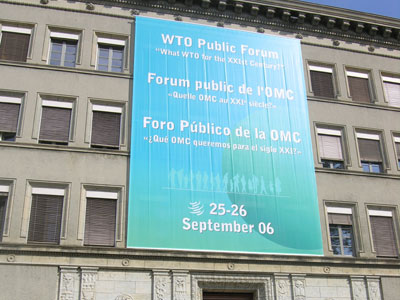 WTO Public Forum
"What WTO for the XXIst Century?"
Forum public de l'OMC
«Quelle OMC au XXIᵉ siècle?»
Foro Público de la OMC
«¿Qué OMC queremos para el siglo XXI?»
25-26
September 06